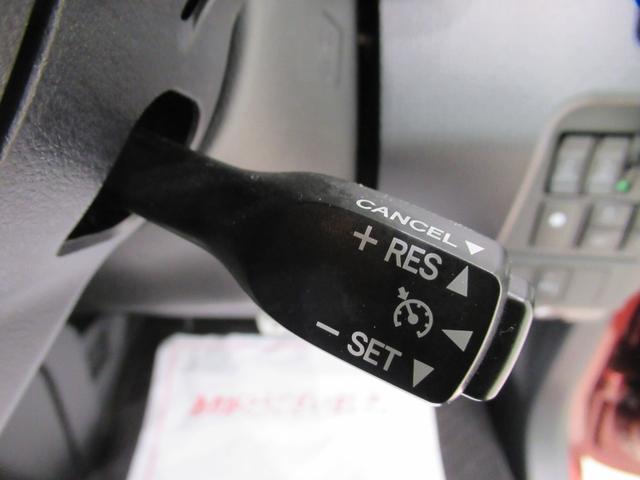 CANCEL ▼
+ RES ▲
◀
− SET ▼